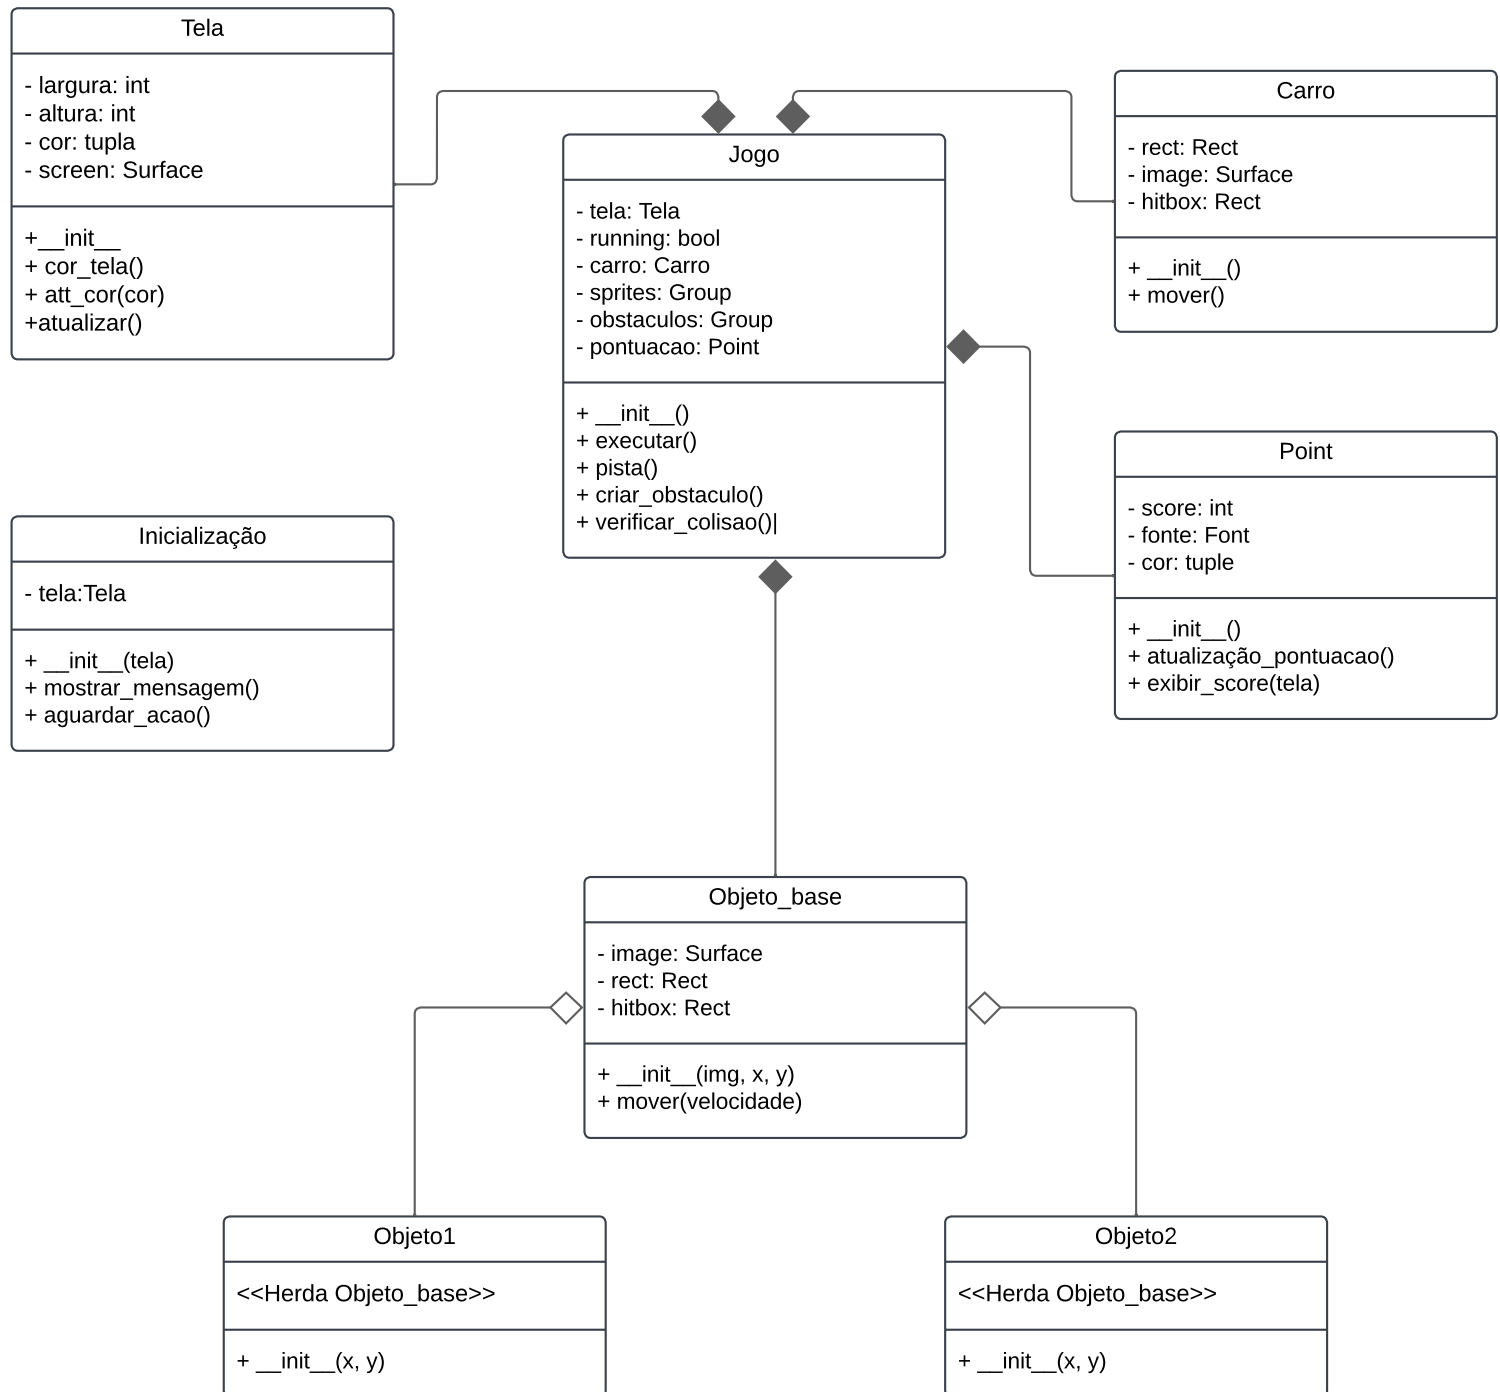 Tela
- largura: int
- altura: int
- cor: tupla
- screen: Surface
+__init__
+ cor_tela()
+ att_cor(cor)
+atualizar()
Jogo
- tela: Tela
- running: bool
- carro: Carro
- sprites: Group
- obstaculos: Group
- pontuacao: Point
+ __init__()
+ executar()
+ pista()
+ criar_obstaculo()
+ verificar_colisao()|
Carro
- rect: Rect
- image: Surface
- hitbox: Rect
+ __init__()
+ mover()
Point
- score: int
- fonte: Font
- cor: tuple
+ __init__()
+ atualização_pontuacao()
+ exibir_score(tela)
Inicialização
- tela:Tela
+ __init__(tela)
+ mostrar_mensagem()
+ aguardar_acao()
Objeto_base
- image: Surface
- rect: Rect
- hitbox: Rect
+ __init__(img, x, y)
+ mover(velocidade)
Objeto1
<<Herda Objeto_base>>
+ __init__(x, y)
Objeto2
<<Herda Objeto_base>>
+ __init__(x, y)